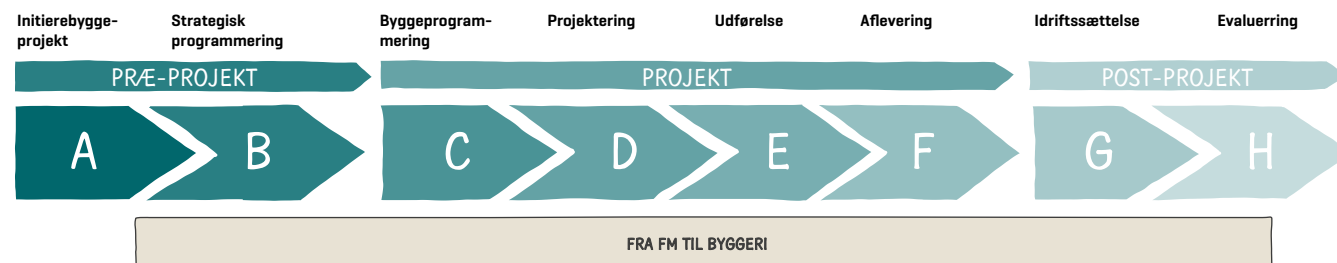 Initierebygge-
projekt
Strategisk
programmering
Byggeprogram-
mering
Projektering
Udførelse
Aflevering
Idriftssættelse
Evaluerring
PRÆ-PROJEKT
PROJEKT
POST-PROJEKT
A
B
C
D
E
F
G
H
FRA FM TIL BYGGERI